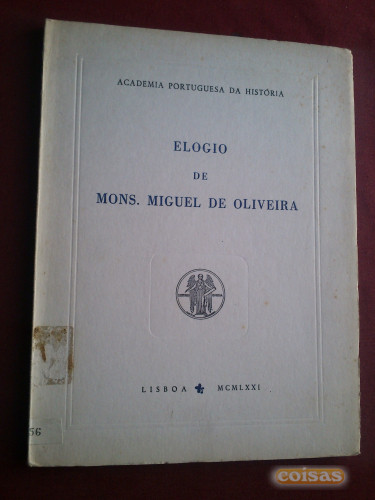 ACADEMIA PORTUGUESA DA HISTÓRIA
ELOGIO
DE
MONS. MIGUEL DE OLIVEIRA
LISBOA MCMLXXI
56
coisas